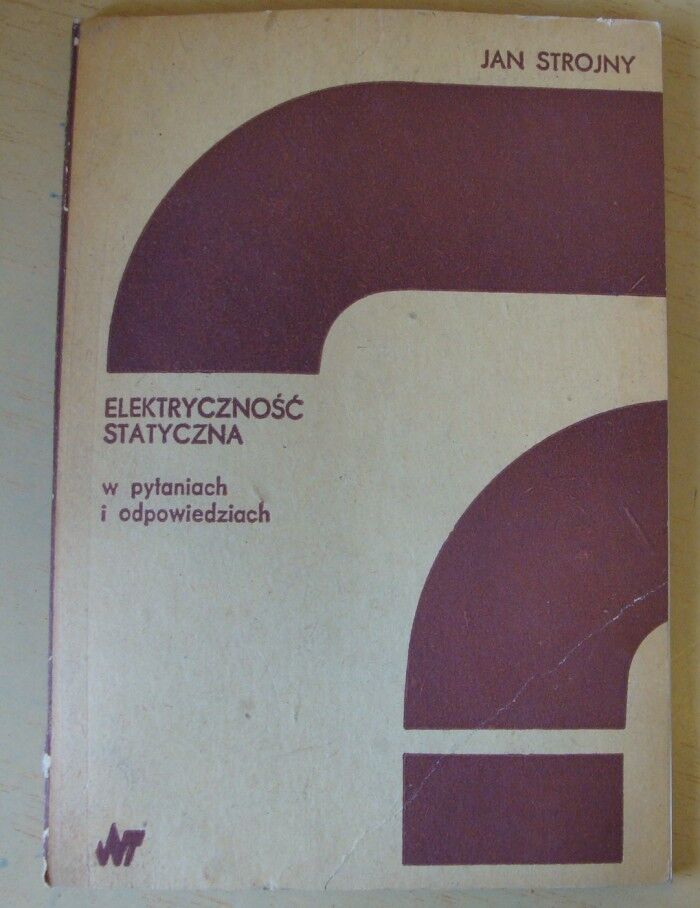 JAN STROJNY
ELEKTRYCZNOŚĆ
STATYCZNA
w pytaniach
i odpowiedziach
WNT